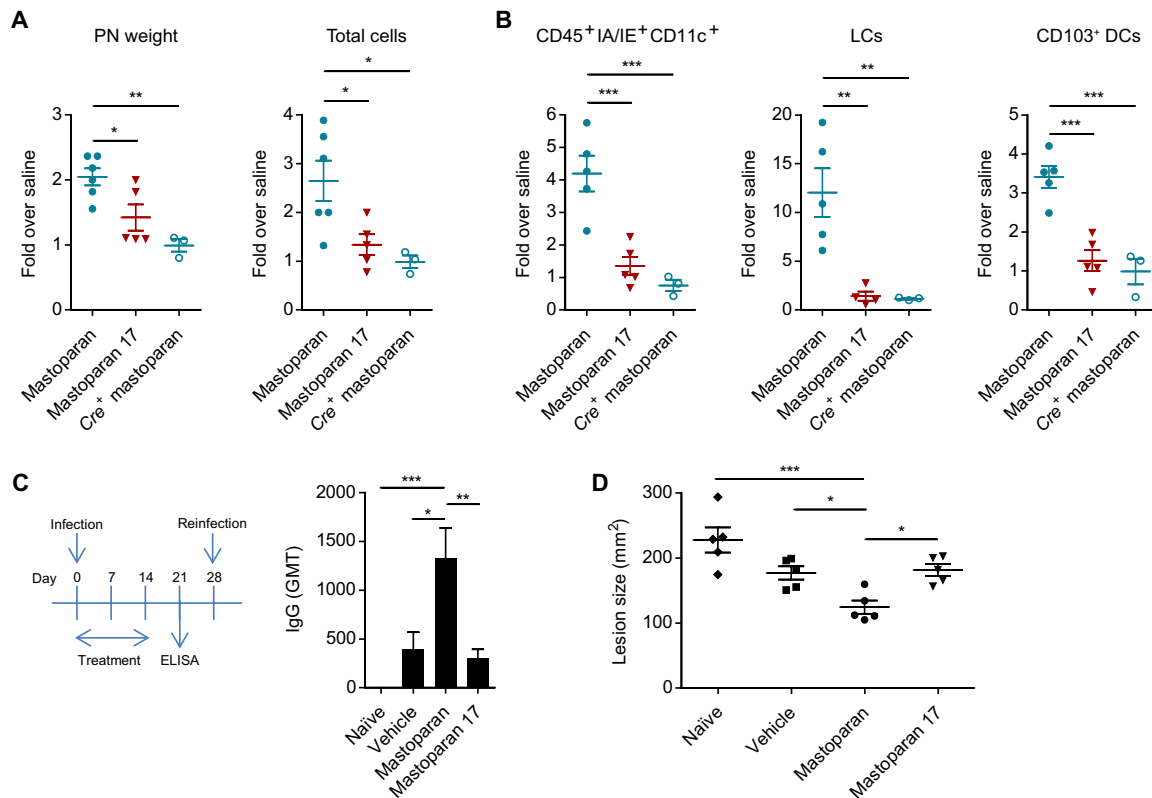 A
PN weight
Fold over saline
3
2
1
0
**
*
Mastoparan
Mastoparan 17
Cre+ mastoparan
Total cells
Fold over saline
4
3
2
1
0
*
*
Mastoparan
Mastoparan 17
Cre+ mastoparan
B
CD45+ IA/IE+ CD11c+
Fold over saline
6
5
4
3
2
1
0
***
***
Mastoparan
Mastoparan 17
Cre+ mastoparan
LCs
Fold over saline
20
15
10
5
0
**
**
Mastoparan
Mastoparan 17
Cre+ mastoparan
CD103+ DCs
Fold over saline
5
4
3
2
1
0
***
***
Mastoparan
Mastoparan 17
Cre+ mastoparan
C
Infection
Reinfection
Day 0 7 14 21 28
Treatment ELISA
IgG (GMT)
2000
1500
1000
500
0
***
**
*
Naïve
Vehicle
Mastoparan
Mastoparan 17
D
Lesion size (mm²)
300
200
100
0
***
*
*
Naïve
Vehicle
Mastoparan
Mastoparan 17